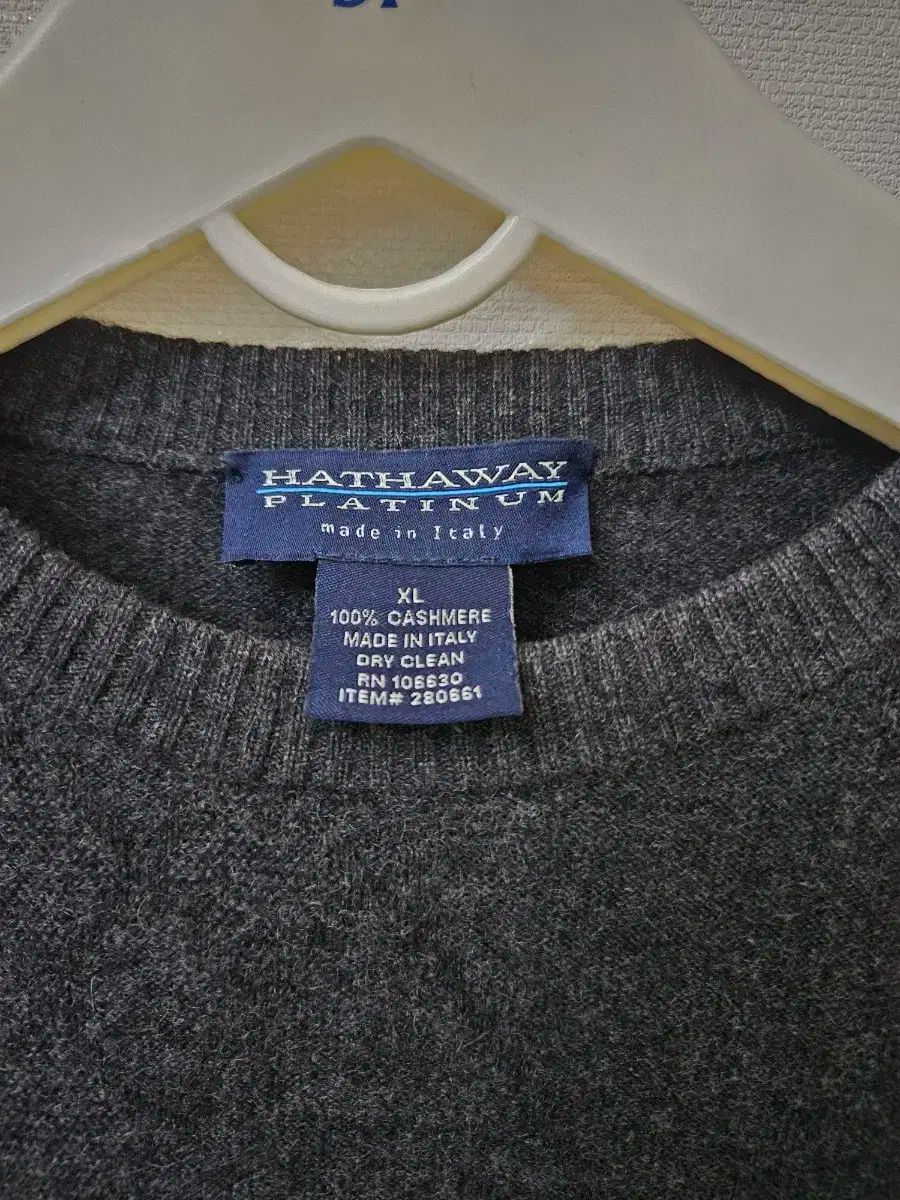 HATHAWAY
PLATINUM
made in Italy
XL
100% CASHMERE
MADE IN ITALY
DRY CLEAN
RN 106630
ITEM# 280661